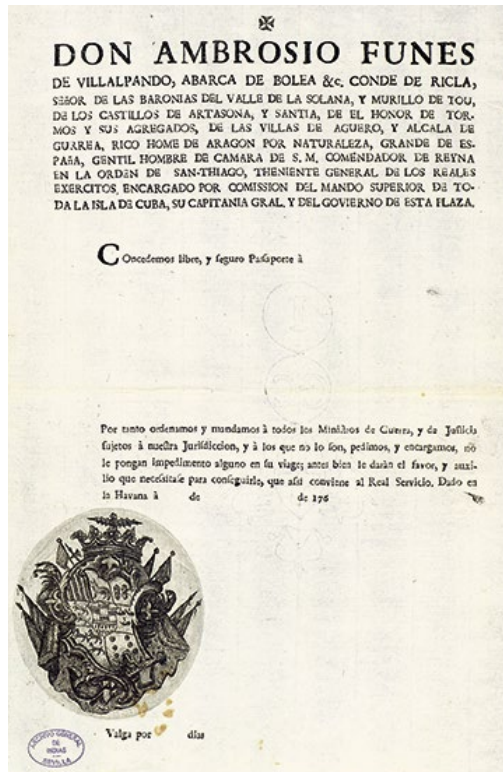 DON AMBROSIO FUNES
DE VILLALPANDO, ABARCA DE BOLEA &c. CONDE DE RICLA,
SEÑOR DE LAS BARONIAS DEL VALLE DE LA SOLANA, Y MURILLO DE TOU,
DE LOS CASTILLOS DE ARTASONA, Y SANTIA, DE EL HONOR DE TOR-
MOS Y SUS AGREGADOS, DE LAS VILLAS DE AGUERO, Y ALCALA DE
GURREA, RICO HOME DE ARAGON POR NATURALEZA, GRANDE DE ES-
PAÑA, GENTIL HOMBRE DE CAMARA DE S. M. COMENDADOR DE REYNA
EN LA ORDEN DE SAN-THIAGO, THENIENTE GENERAL DE LOS REALES
EXERCITOS, ENCARGADO POR COMISSION DEL MANDO SUPERIOR DE TO-
DA LA ISLA DE CUBA, SU CAPITANIA GRAL. Y DEL GOVIERNO DE ESTA PLAZA.
COncedemos libre, y seguro Passaporte à
Por tanto ordenamos y mandamos à todos los Ministros de Guerra, y de Justicia
sujetos à nuestra Jurisdiccion, y à los que no lo son, pedimos, y encargamos, nò
le pongan impedimento alguno en su viage; antes bien le daràn el favor, y auxi-
lio que necesitase para conseguirle, que assi conviene al Real Servicio. Dado en
la Havana à de de 176
Valga por dias
ARCHIVO GENERAL
DE
INDIAS
SEVILLA